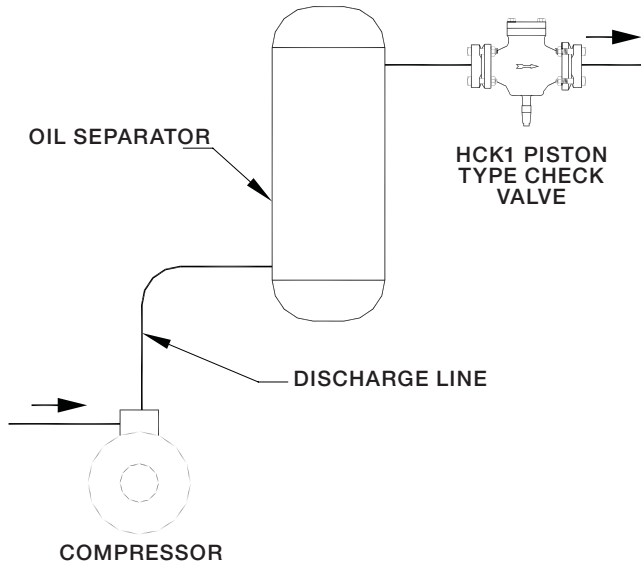 OIL SEPARATOR
HCK1 PISTON
TYPE CHECK
VALVE
DISCHARGE LINE
COMPRESSOR